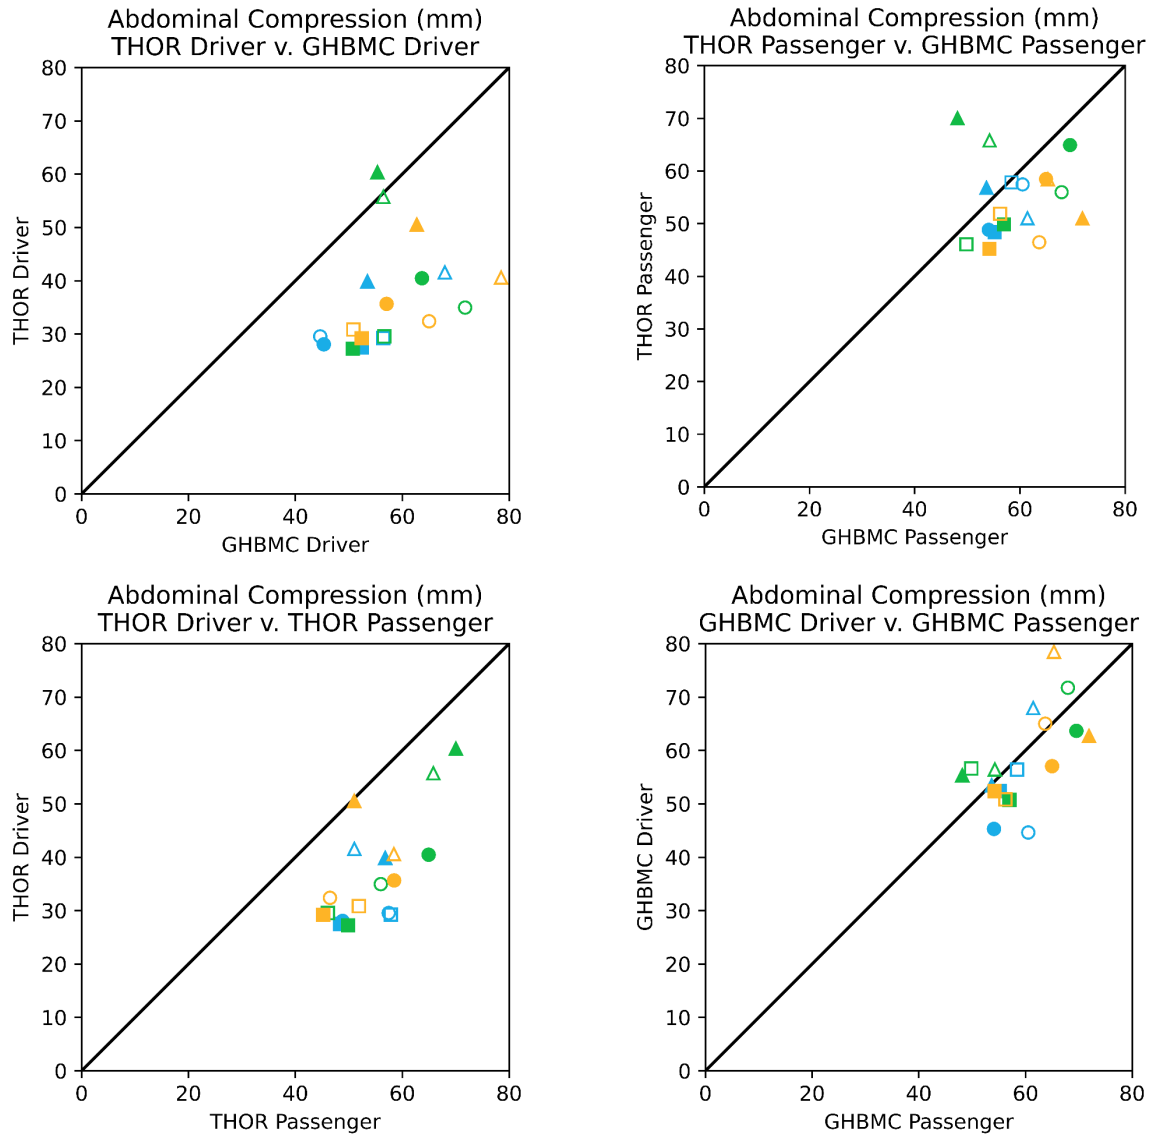 Abdominal Compression (mm)
THOR Driver v. GHBMC Driver
80
70
60
50
40
30
20
10
0
THOR Driver
0 20 40 60 80
GHBMC Driver
Abdominal Compression (mm)
THOR Passenger v. GHBMC Passenger
80
70
60
50
40
30
20
10
0
THOR Passenger
0 20 40 60 80
GHBMC Passenger
Abdominal Compression (mm)
THOR Driver v. THOR Passenger
80
70
60
50
40
30
20
10
0
THOR Driver
0 20 40 60 80
THOR Passenger
Abdominal Compression (mm)
GHBMC Driver v. GHBMC Passenger
80
70
60
50
40
30
20
10
0
GHBMC Driver
0 20 40 60 80
GHBMC Passenger